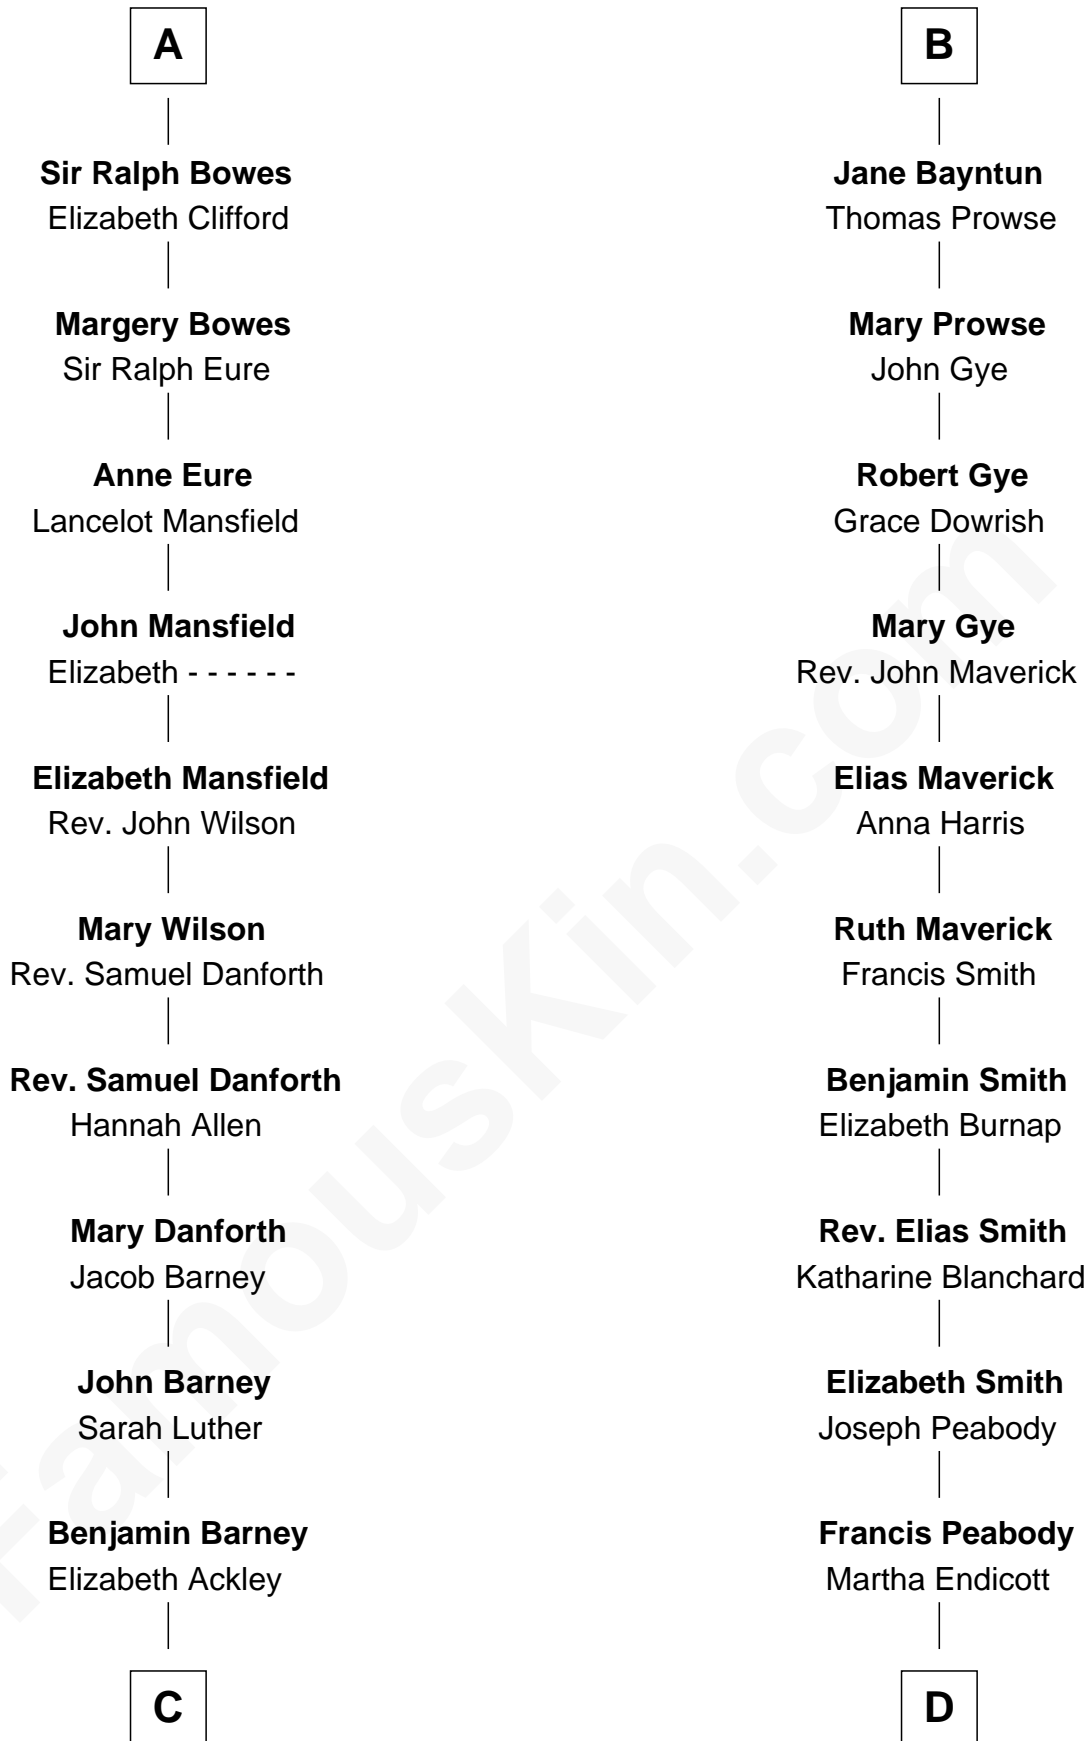 A
Sir Ralph Bowes
Elizabeth Clifford
Margery Bowes
Sir Ralph Eure
Anne Eure
Lancelot Mansfield
John Mansfield
Elizabeth - - - - - -
Elizabeth Mansfield
Rev. John Wilson
Mary Wilson
Rev. Samuel Danforth
Rev. Samuel Danforth
Hannah Allen
Mary Danforth
Jacob Barney
John Barney
Sarah Luther
Benjamin Barney
Elizabeth Ackley
C
B
Jane Bayntun
Thomas Prowse
Mary Prowse
John Gye
Robert Gye
Grace Dowrish
Mary Gye
Rev. John Maverick
Elias Maverick
Anna Harris
Ruth Maverick
Francis Smith
Benjamin Smith
Elizabeth Burnap
Rev. Elias Smith
Katharine Blanchard
Elizabeth Smith
Joseph Peabody
Francis Peabody
Martha Endicott
D
FamousKin.com